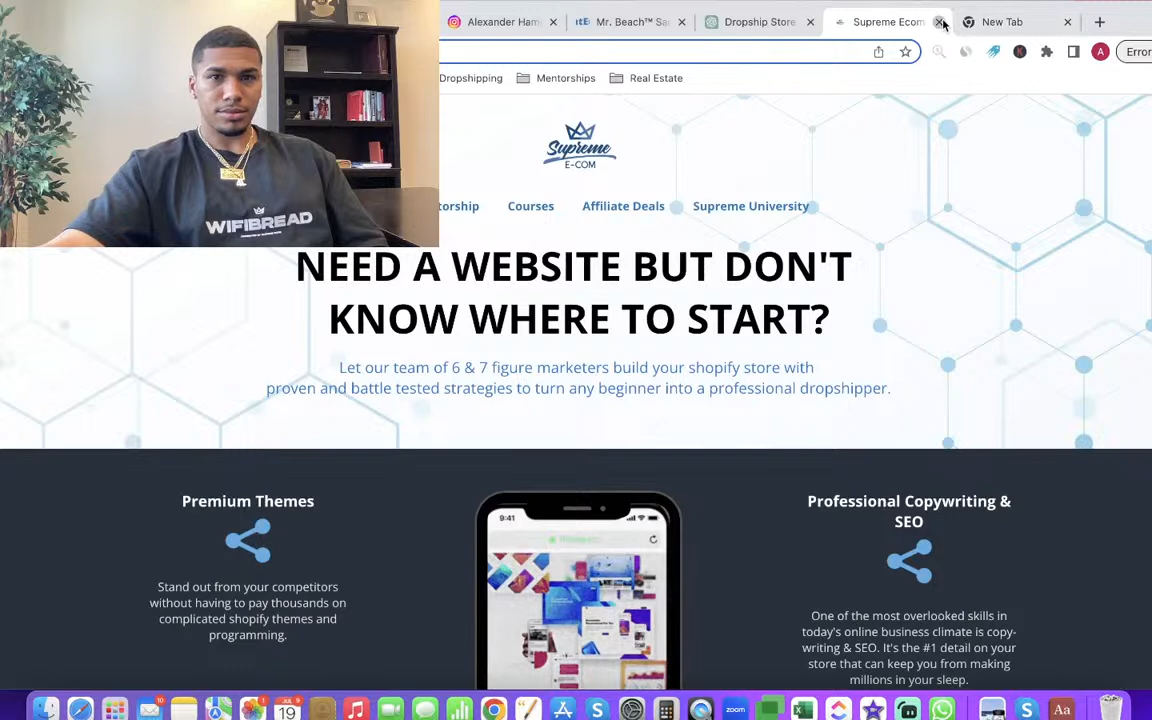 Alexander Ham
Mr. Beach™ Sa
Dropship Store
Supreme Ecom
New Tab
A
Error
Dropshipping
Mentorships
Real Estate
Supreme
E-COM
torship
Courses
Affiliate Deals
Supreme University
WIFIBREAD
NEED A WEBSITE BUT DON'T
KNOW WHERE TO START?
Let our team of 6 & 7 figure marketers build your shopify store with
proven and battle tested strategies to turn any beginner into a professional dropshipper.
Premium Themes
Stand out from your competitors
without having to pay thousands on
complicated shopify themes and
programming.
9:41
Professional Copywriting &
SEO
One of the most overlooked skills in
today's online business climate is copy-
writing & SEO. It's the #1 detail on your
store that can keep you from making
millions in your sleep.
JUL
19
zoom
Aa